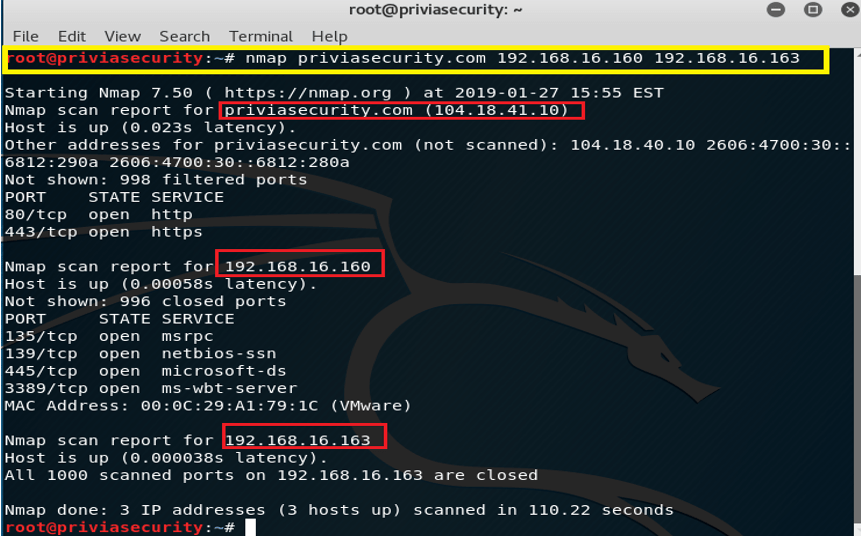 root@priviasecurity: ~
File Edit View Search Terminal Help
root@priviasecurity:~# nmap priviasecurity.com 192.168.16.160 192.168.16.163
Starting Nmap 7.50 ( https://nmap.org ) at 2019-01-27 15:55 EST
Nmap scan report for priviasecurity.com (104.18.41.10)
Host is up (0.023s latency).
Other addresses for priviasecurity.com (not scanned): 104.18.40.10 2606:4700:30::
6812:290a 2606:4700:30::6812:280a
Not shown: 998 filtered ports
PORT    STATE SERVICE
80/tcp  open  http
443/tcp open  https
Nmap scan report for 192.168.16.160
Host is up (0.00058s latency).
Not shown: 996 closed ports
PORT     STATE SERVICE
135/tcp  open  msrpc
139/tcp  open  netbios-ssn
445/tcp  open  microsoft-ds
3389/tcp open  ms-wbt-server
MAC Address: 00:0C:29:A1:79:1C (VMware)
Nmap scan report for 192.168.16.163
Host is up (0.000038s latency).
All 1000 scanned ports on 192.168.16.163 are closed
Nmap done: 3 IP addresses (3 hosts up) scanned in 110.22 seconds
root@priviasecurity:~#